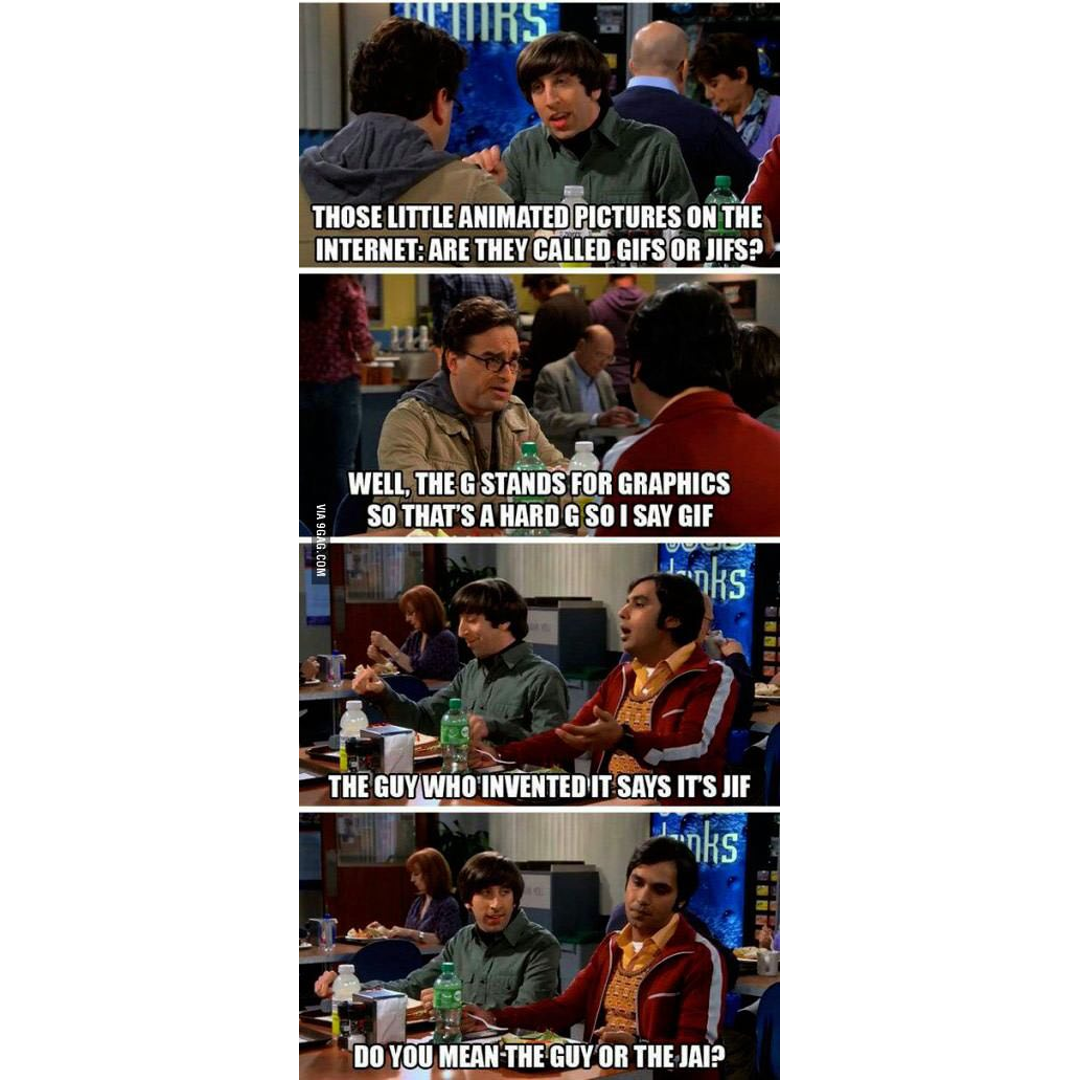 DRINKS
THOSE LITTLE ANIMATED PICTURES ON THE
INTERNET: ARE THEY CALLED GIFS OR JIFS?
WELL, THE G STANDS FOR GRAPHICS
SO THAT'S A HARD G SO I SAY GIF
VIA 9GAG.COM
THE GUY WHO INVENTED IT SAYS IT'S JIF
DO YOU MEAN THE GUY OR THE JAI?